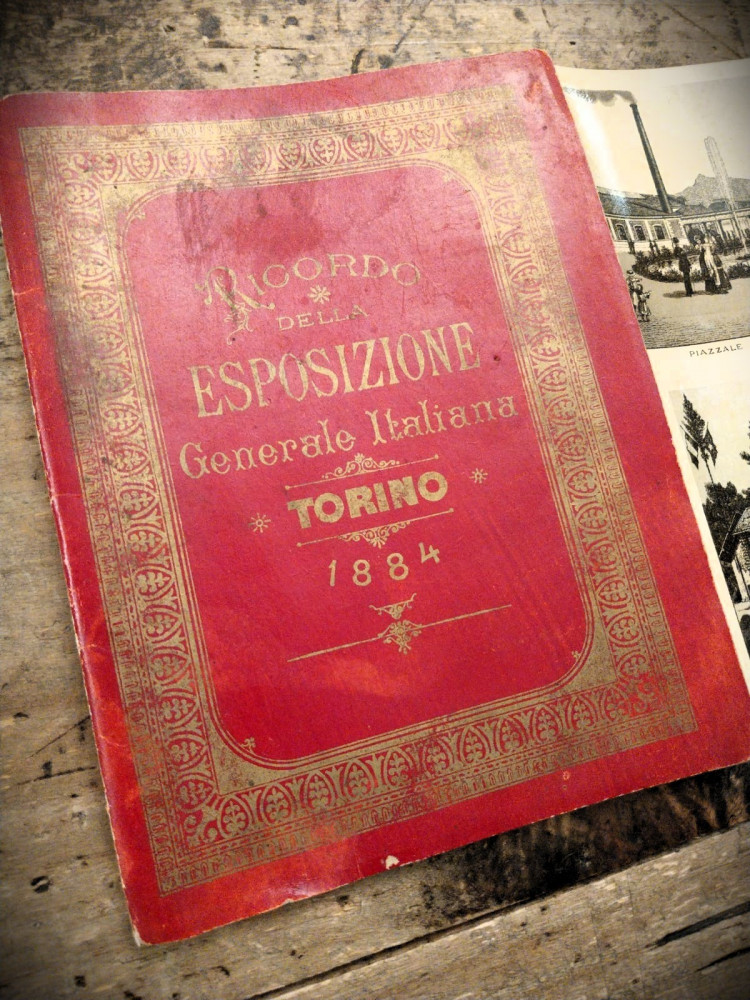 RICORDO
DELLA
ESPOSIZIONE
Generale Italiana
TORINO
1884
PIAZZALE